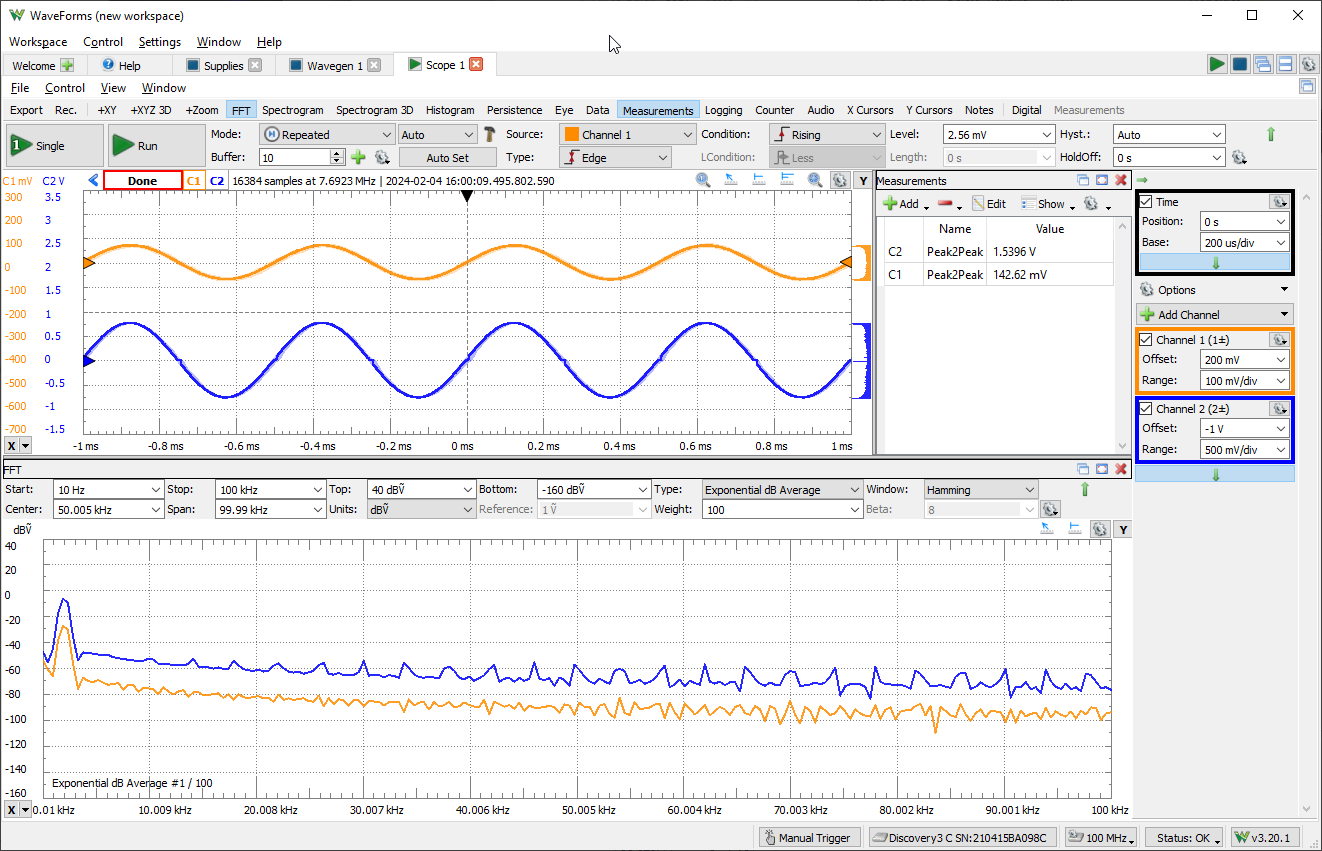 WaveForms (new workspace)
Workspace Control Settings Window Help
Welcome Help Supplies Wavegen 1 Scope 1
File Control View Window
Export Rec. +XY +XYZ 3D +Zoom FFT Spectrogram Spectrogram 3D Histogram Persistence Eye Data Measurements Logging Counter Audio X Cursors Y Cursors Notes Digital Measurements
1 Single Run Mode: Repeated Auto Source: Channel 1 Condition: Rising Level: 2.56 mV Hyst.: Auto
Buffer: 10 Auto Set Type: Edge LCondition: Less Length: 0 s HoldOff: 0 s
C1 mV C2 V Done C1 C2 16384 samples at 7.6923 MHz | 2024-02-04 16:00:09.495.802.590 Y
300 3.5
200 3
100 2.5
0 2
-100 1.5
-200 1
-300 0.5
-400 0
-500 -0.5
-600 -1
-700 -1.5
X -1 ms -0.8 ms -0.6 ms -0.4 ms -0.2 ms 0 ms 0.2 ms 0.4 ms 0.6 ms 0.8 ms 1 ms
Measurements
Add Edit Show
Name Value
C2 Peak2Peak 1.5396 V
C1 Peak2Peak 142.62 mV
Time
Position: 0 s
Base: 200 us/div
Options
Add Channel
Channel 1 (1±)
Offset: 200 mV
Range: 100 mV/div
Channel 2 (2±)
Offset: -1 V
Range: 500 mV/div
FFT
Start: 10 Hz Stop: 100 kHz Top: 40 dBṼ Bottom: -160 dBṼ Type: Exponential dB Average Window: Hamming
Center: 50.005 kHz Span: 99.99 kHz Units: dBṼ Reference: 1 Ṽ Weight: 100 Beta: 8
dBṼ Y
40
20
0
-20
-40
-60
-80
-100
-120
-140
-160
Exponential dB Average #1 / 100
X 0.01 kHz 10.009 kHz 20.008 kHz 30.007 kHz 40.006 kHz 50.005 kHz 60.004 kHz 70.003 kHz 80.002 kHz 90.001 kHz 100 kHz
Manual Trigger Discovery3 C SN:210415BA098C 100 MHz Status: OK v3.20.1